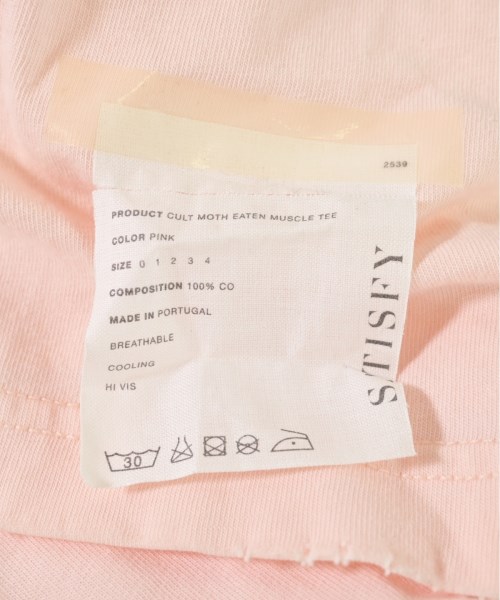 2539
PRODUCT CULT MOTH EATEN MUSCLE TEE
COLOR PINK
SIZE 0 1 2 3 4
COMPOSITION 100% CO
MADE IN PORTUGAL
BREATHABLE
COOLING
HI VIS
30
STISFY